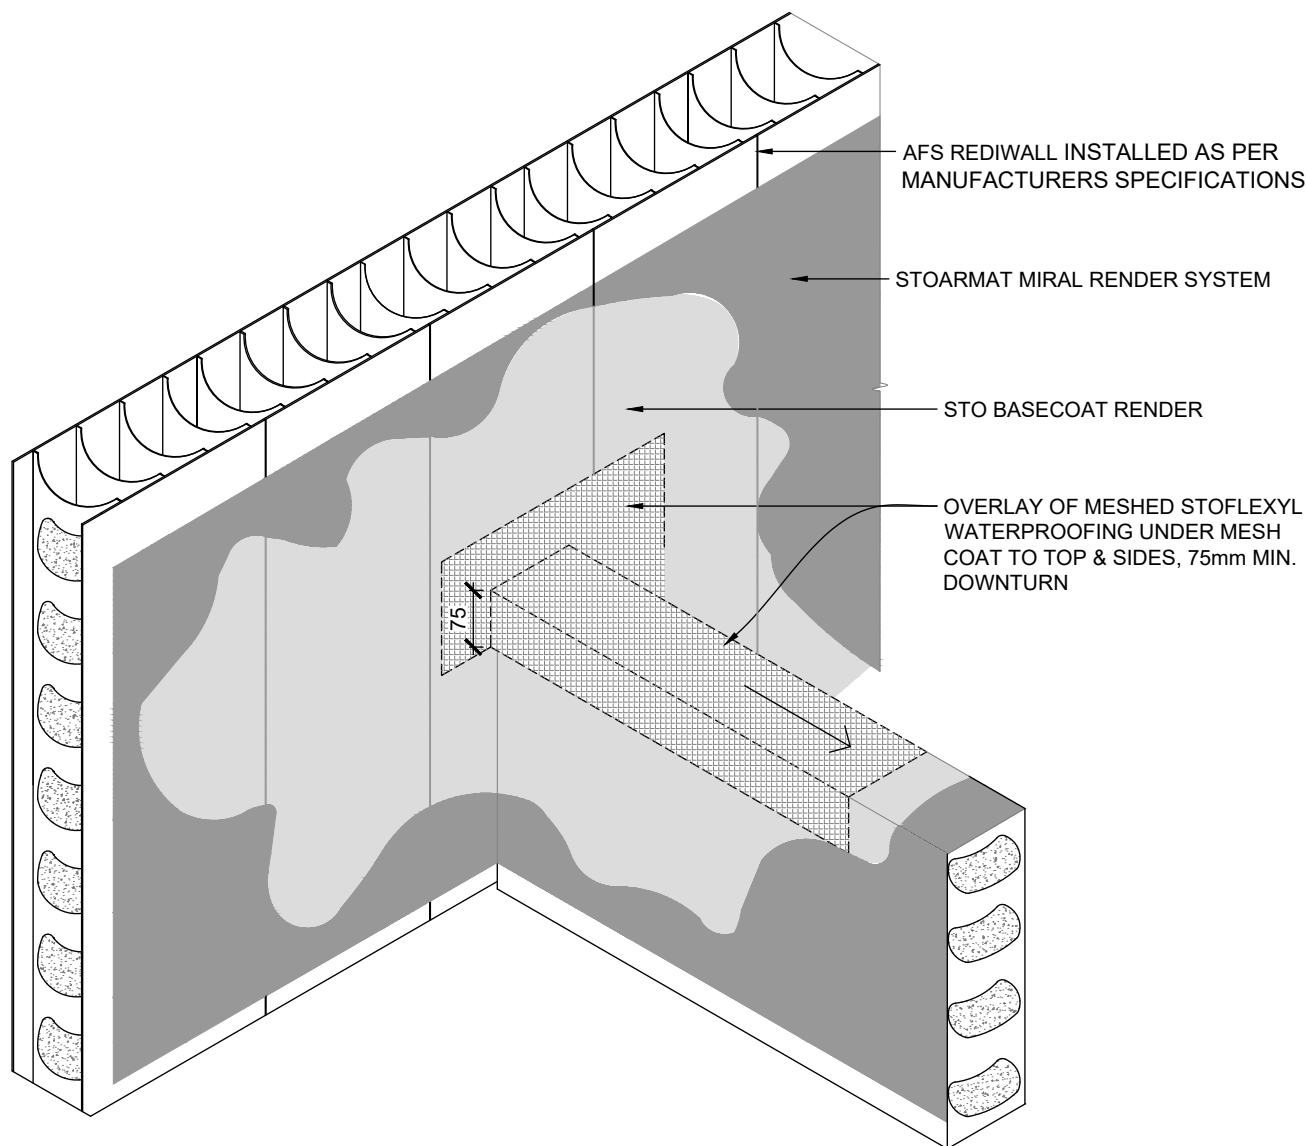 AFS REDIWALL INSTALLED AS PER
MANUFACTURERS SPECIFICATIONS
STOARMAT MIRAL RENDER SYSTEM
STO BASECOAT RENDER
OVERLAY OF MESHED STOFLEXYL
WATERPROOFING UNDER MESH
COAT TO TOP & SIDES, 75mm MIN.
DOWNTURN
75